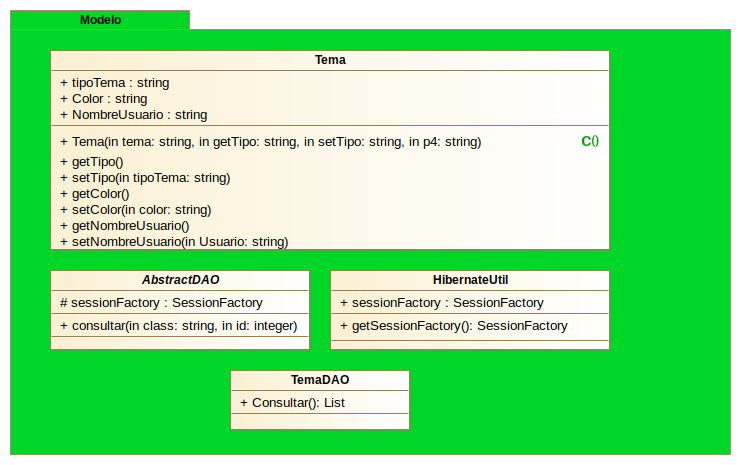 Modelo
Tema
+ tipoTema : string
+ Color : string
+ NombreUsuario : string
+ Tema(in tema: string, in getTipo: string, in setTipo: string, in p4: string)
C()
+ getTipo()
+ setTipo(in tipoTema: string)
+ getColor()
+ setColor(in color: string)
+ getNombreUsuario()
+ setNombreUsuario(in Usuario: string)
AbstractDAO
# sessionFactory : SessionFactory
+ consultar(in class: string, in id: integer)
HibernateUtil
+ sessionFactory : SessionFactory
+ getSessionFactory(): SessionFactory
TemaDAO
+ Consultar(): List